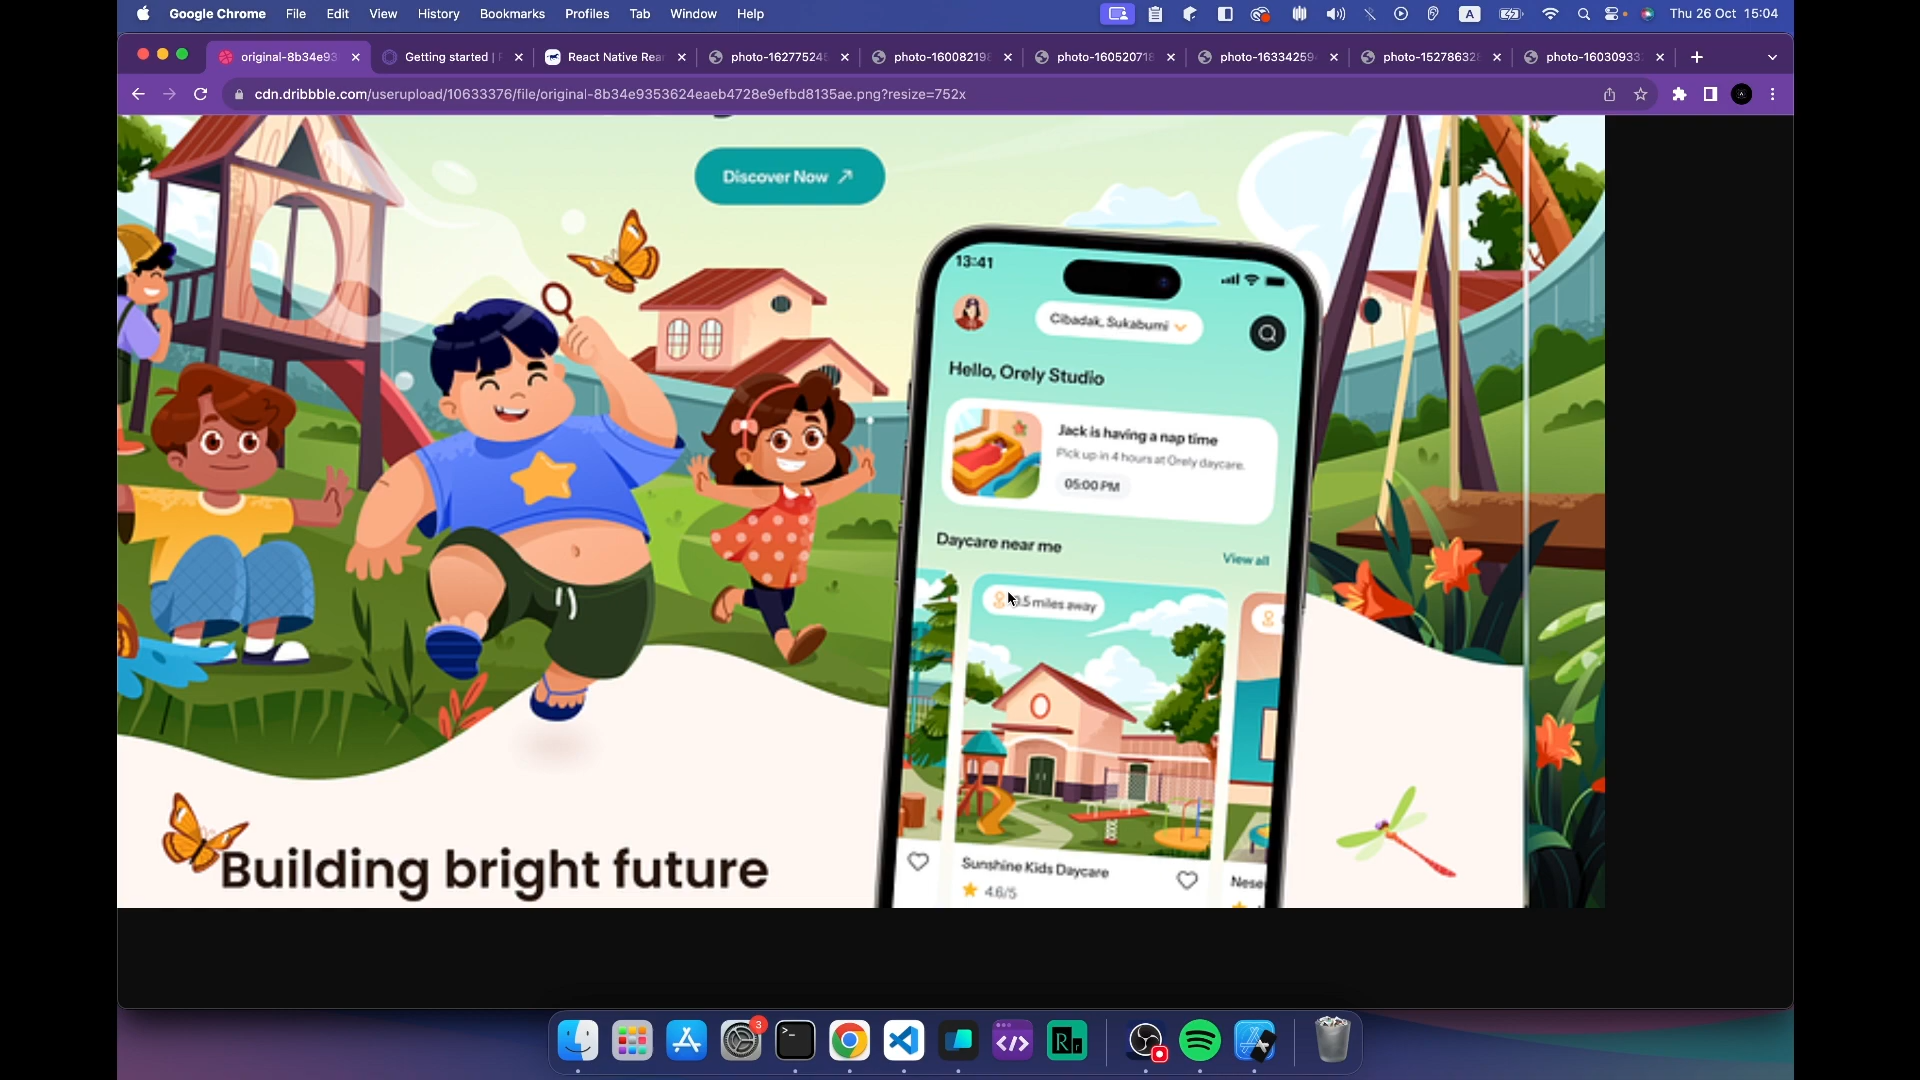 Google Chrome File Edit View History Bookmarks Profiles Tab Window Help A Thu 26 Oct 15:04
original-8b34e93 Getting started | React Native Rea photo-16277524 photo-16008219 photo-16052071 photo-16334259 photo-15278632 photo-16030933
cdn.dribbble.com/userupload/10633376/file/original-8b34e9353624eaeb4728e9efbd8135ae.png?resize=752x
Discover Now
13:41
Cibadak, Sukabumi
Hello, Orely Studio
Jack is having a nap time
Pick up in 4 hours at Orely daycare.
05:00 PM
Daycare near me
View all
.5 miles away
Sunshine Kids Daycare
4.6/5
Nese
Building bright future
3
>_
</>
Rr